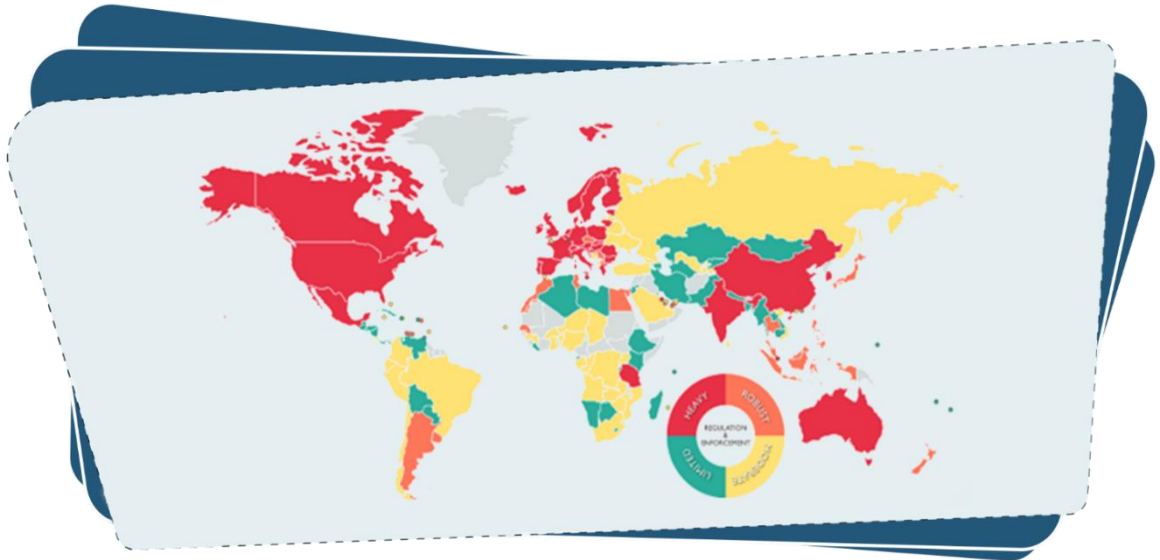 HEAVY
ROBUST
REGULATION
&
ENFORCEMENT
LIMITED
MODERATE